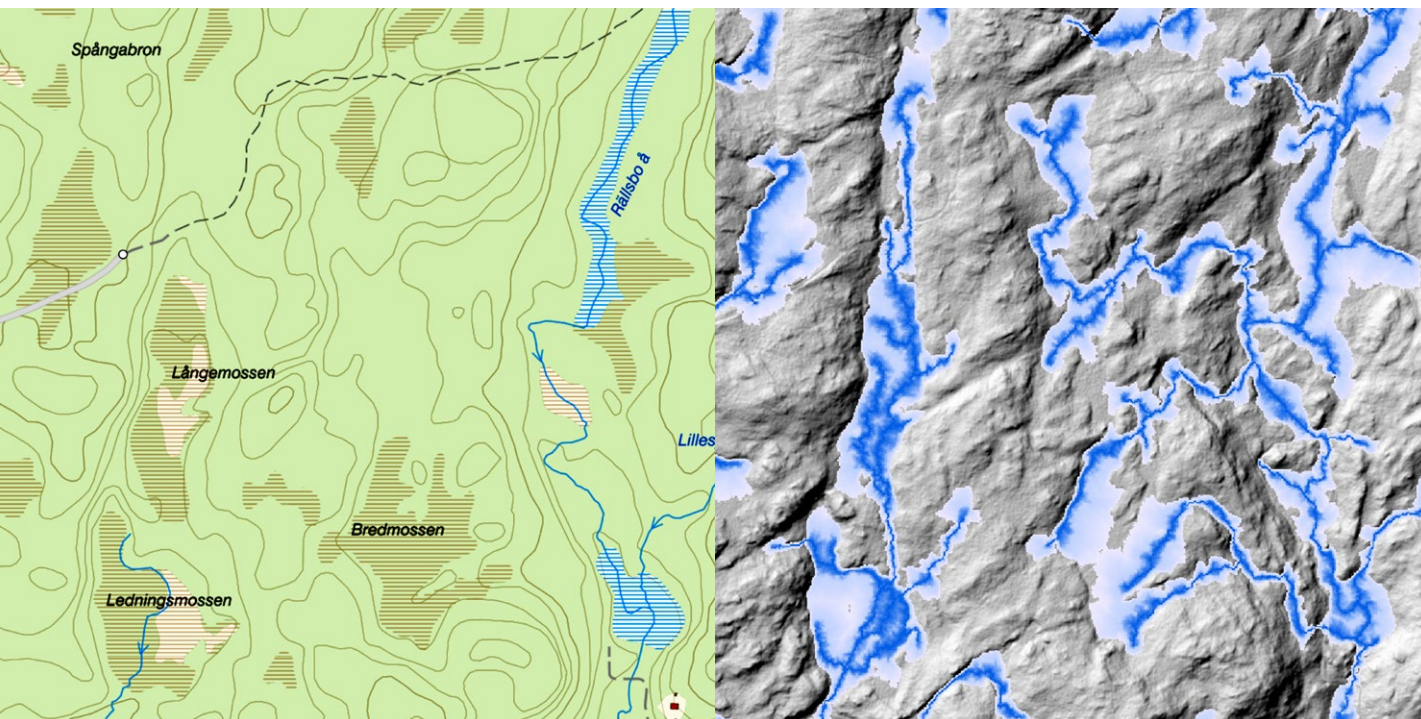 Spångabron
Rällsbo å
Långemossen
Lilles
Bredmossen
Ledningsmossen